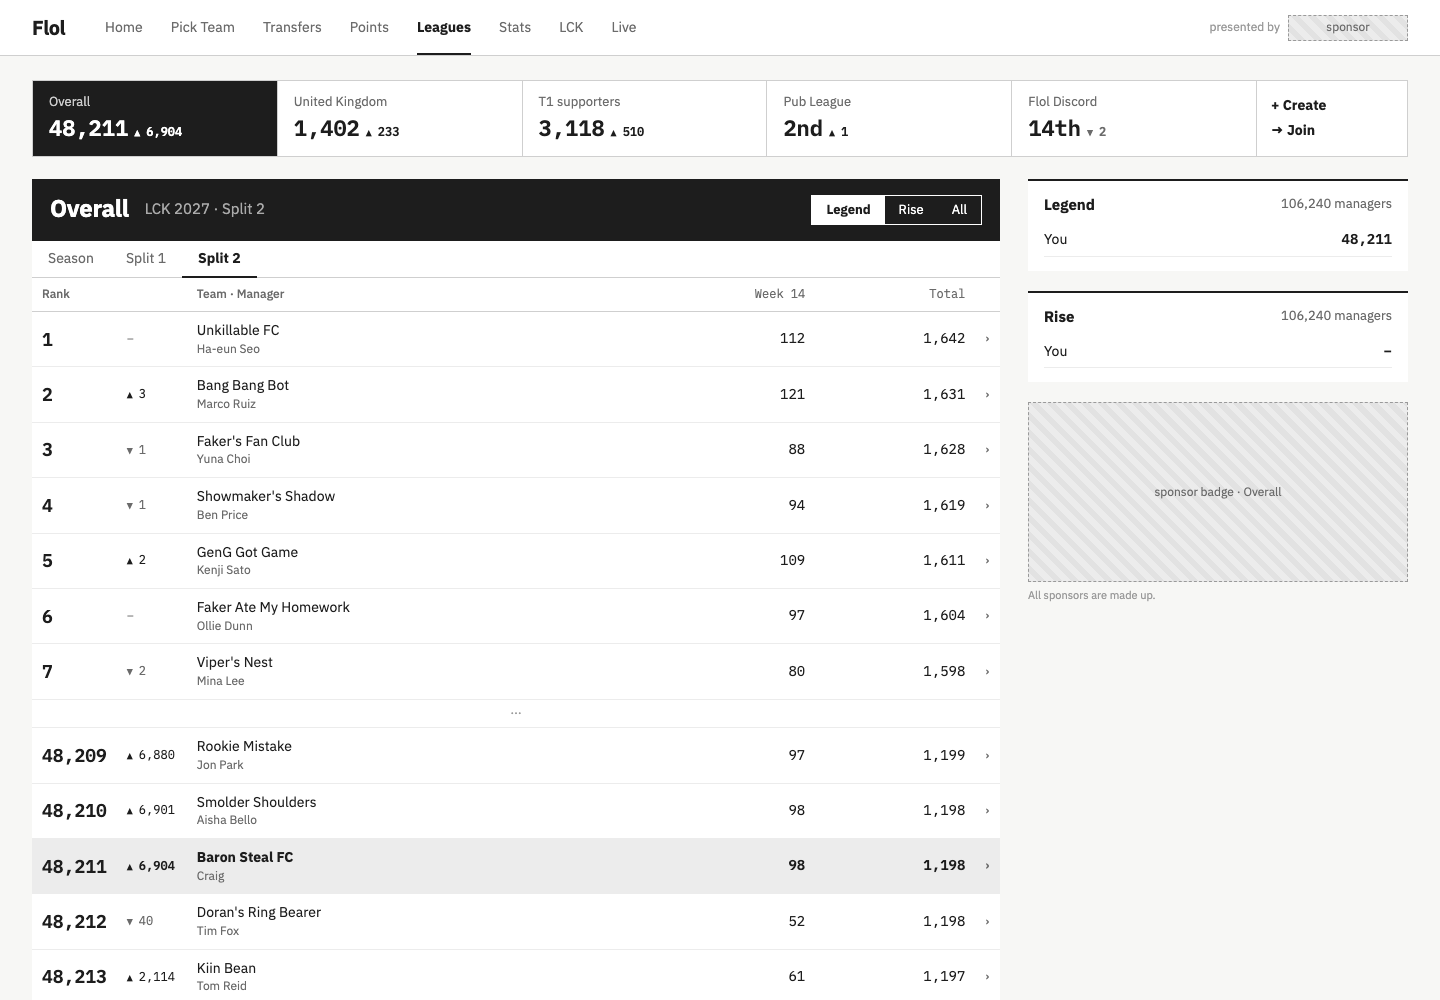 Flol Home Pick Team Transfers Points Leagues Stats LCK Live presented by sponsor
Overall
48,211 ▲ 6,904
United Kingdom
1,402 ▲ 233
T1 supporters
3,118 ▲ 510
Pub League
2nd ▲ 1
Flol Discord
14th ▼ 2
+ Create
→ Join
Overall LCK 2027 · Split 2 Legend Rise All
Season Split 1 Split 2
Rank Team · Manager Week 14 Total
1 – Unkillable FC 112 1,642 ›
Ha-eun Seo
2 ▲ 3 Bang Bang Bot 121 1,631 ›
Marco Ruiz
3 ▼ 1 Faker's Fan Club 88 1,628 ›
Yuna Choi
4 ▼ 1 Showmaker's Shadow 94 1,619 ›
Ben Price
5 ▲ 2 GenG Got Game 109 1,611 ›
Kenji Sato
6 – Faker Ate My Homework 97 1,604 ›
Ollie Dunn
7 ▼ 2 Viper's Nest 80 1,598 ›
Mina Lee
...
48,209 ▲ 6,880 Rookie Mistake 97 1,199 ›
Jon Park
48,210 ▲ 6,901 Smolder Shoulders 98 1,198 ›
Aisha Bello
48,211 ▲ 6,904 Baron Steal FC 98 1,198 ›
Craig
48,212 ▼ 40 Doran's Ring Bearer 52 1,198 ›
Tim Fox
48,213 ▲ 2,114 Kiin Bean 61 1,197 ›
Tom Reid
Legend 106,240 managers
You 48,211
Rise 106,240 managers
You –
sponsor badge · Overall
All sponsors are made up.